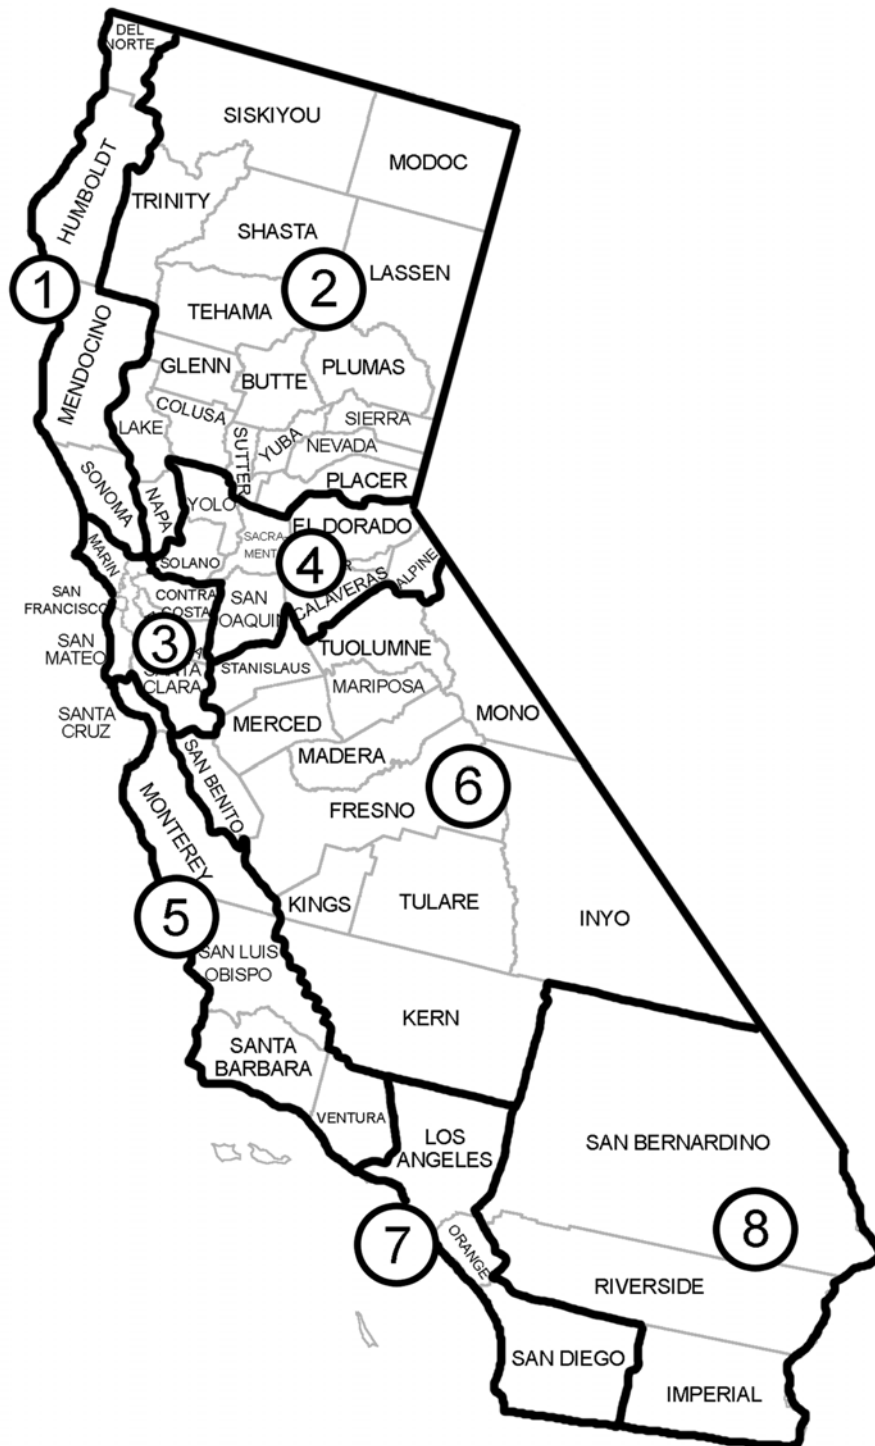 DEL
NORTE
SISKIYOU
MODOC
HUMBOLDT
TRINITY
SHASTA
LASSEN
1
2
TEHAMA
MENDOCINO
GLENN
BUTTE
PLUMAS
COLUSA
LAKE
SIERRA
SUTTER
YUBA
NEVADA
PLACER
SONOMA
NAPA
YOLO
EL DORADO
SACRA-
MENT
MARIN
SOLANO
4
ALPINE
CALAVERAS
SAN
FRANCISCO
CONTRA
COSTA
SAN
OAQUIN
3
SAN
MATEO
SANTA
CLARA
STANISLAUS
TUOLUMNE
MARIPOSA
SANTA
CRUZ
MERCED
MONO
SAN BENITO
MADERA
6
MONTEREY
FRESNO
KINGS
TULARE
INYO
5
SAN LUIS
OBISPO
KERN
SANTA
BARBARA
VENTURA
LOS
ANGELES
SAN BERNARDINO
7
8
ORANGE
RIVERSIDE
SAN DIEGO
IMPERIAL